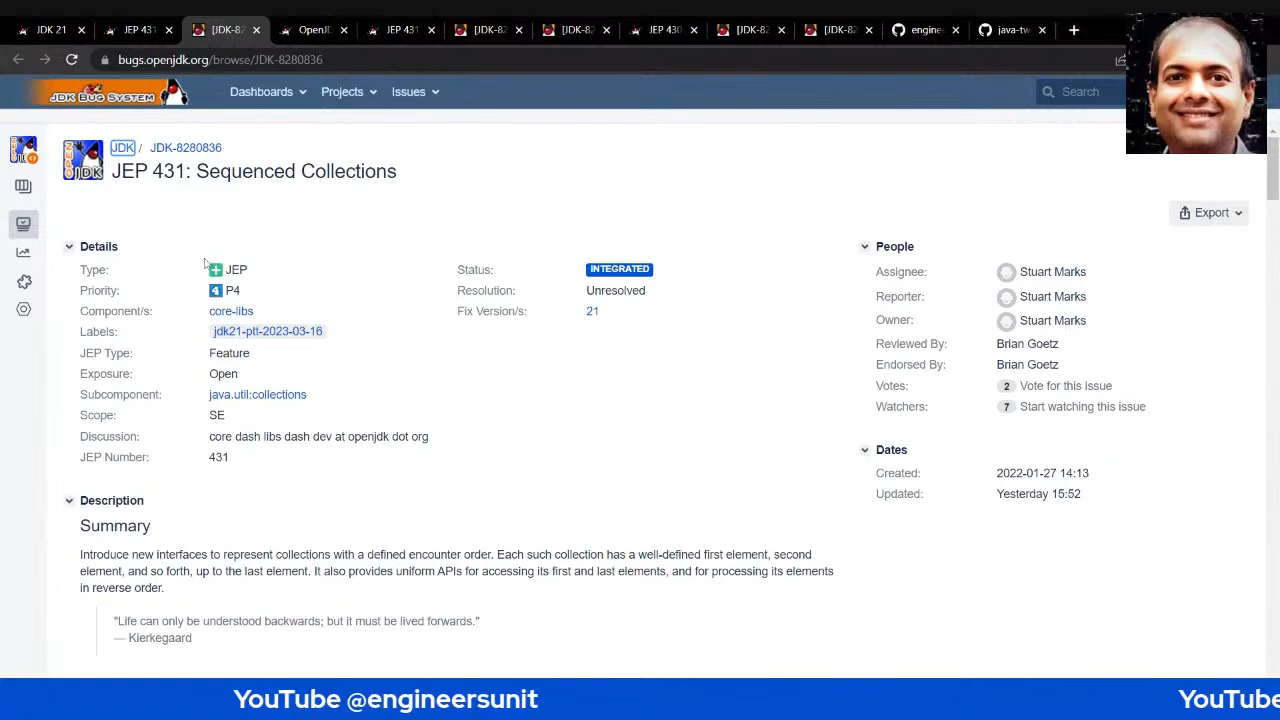 JDK 21
JEP 431
[JDK-82
OpenJD
JEP 431
[JDK-82
[JDK-82
JEP 430
[JDK-82
[JDK-82
engine
java-tw
bugs.openjdk.org/browse/JDK-8280836
JDK BUG SYSTEM
Dashboards
Projects
Issues
Search
JDK / JDK-8280836
JEP 431: Sequenced Collections
Export
Details
Type: JEP
Priority: P4
Component/s: core-libs
Labels: jdk21-ptt-2023-03-16
JEP Type: Feature
Exposure: Open
Subcomponent: java.util:collections
Scope: SE
Discussion: core dash libs dash dev at openjdk dot org
JEP Number: 431
Status: INTEGRATED
Resolution: Unresolved
Fix Version/s: 21
People
Assignee: Stuart Marks
Reporter: Stuart Marks
Owner: Stuart Marks
Reviewed By: Brian Goetz
Endorsed By: Brian Goetz
Votes: 2 Vote for this issue
Watchers: 7 Start watching this issue
Dates
Created: 2022-01-27 14:13
Updated: Yesterday 15:52
Description
Summary
Introduce new interfaces to represent collections with a defined encounter order. Each such collection has a well-defined first element, second
element, and so forth, up to the last element. It also provides uniform APIs for accessing its first and last elements, and for processing its elements
in reverse order.
"Life can only be understood backwards; but it must be lived forwards."
— Kierkegaard
YouTube @engineersunit
YouTube